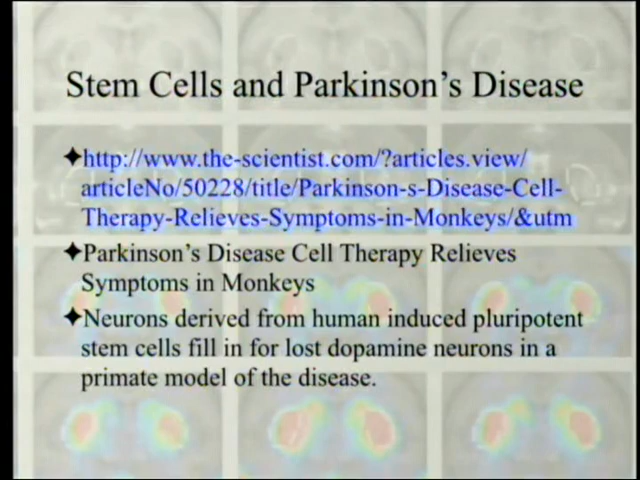 Stem Cells and Parkinson's Disease
✦http://www.the-scientist.com/?articles.view/
articleNo/50228/title/Parkinson-s-Disease-Cell-
Therapy-Relieves-Symptoms-in-Monkeys/&utm
✦Parkinson's Disease Cell Therapy Relieves
Symptoms in Monkeys
✦Neurons derived from human induced pluripotent
stem cells fill in for lost dopamine neurons in a
primate model of the disease.